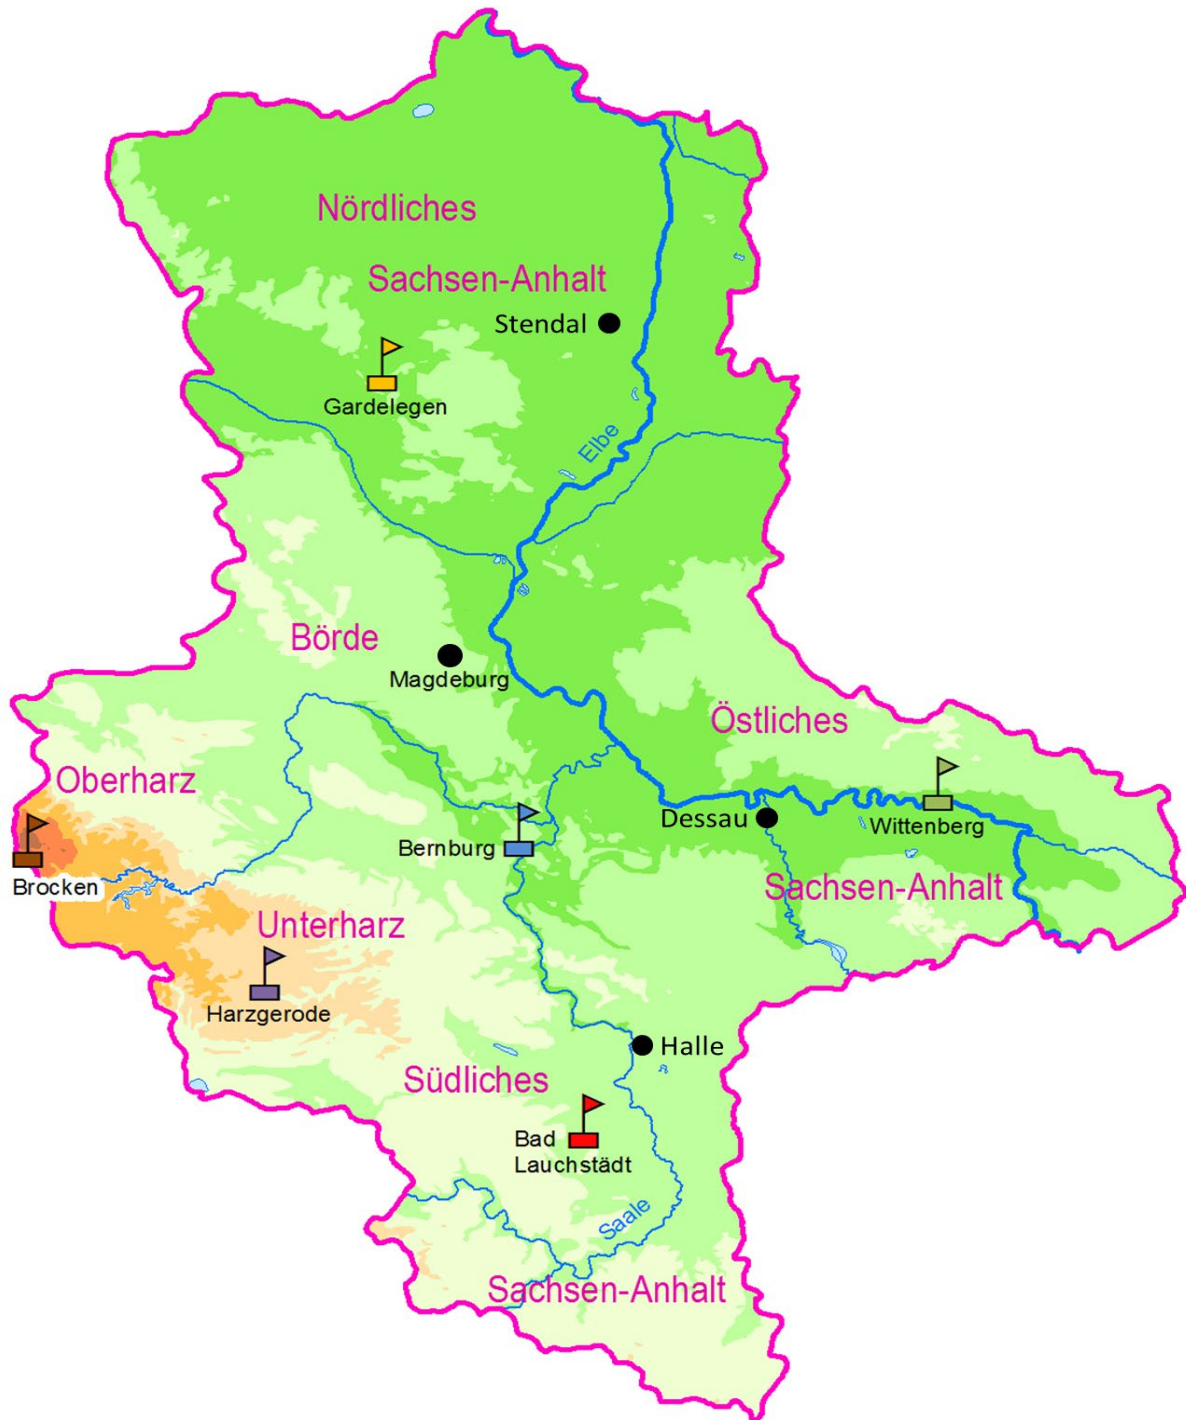 Nördliches
Sachsen-Anhalt
Stendal
Gardelegen
Elbe
Börde
Magdeburg
Östliches
Oberharz
Dessau
Wittenberg
Bernburg
Brocken
Sachsen-Anhalt
Unterharz
Harzgerode
Halle
Südliches
Bad
Lauchstädt
Saale
Sachsen-Anhalt